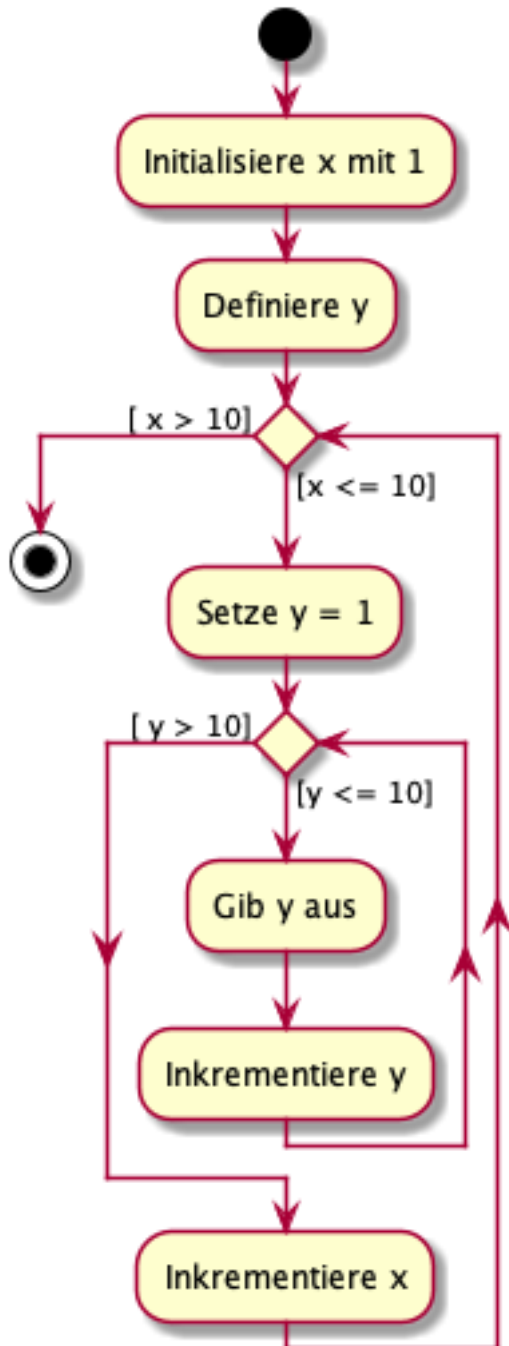 Initialisiere x mit 1
Definiere y
[ x > 10]
[x <= 10]
Setze y = 1
[ y > 10]
[y <= 10]
Gib y aus
Inkrementiere y
Inkrementiere x